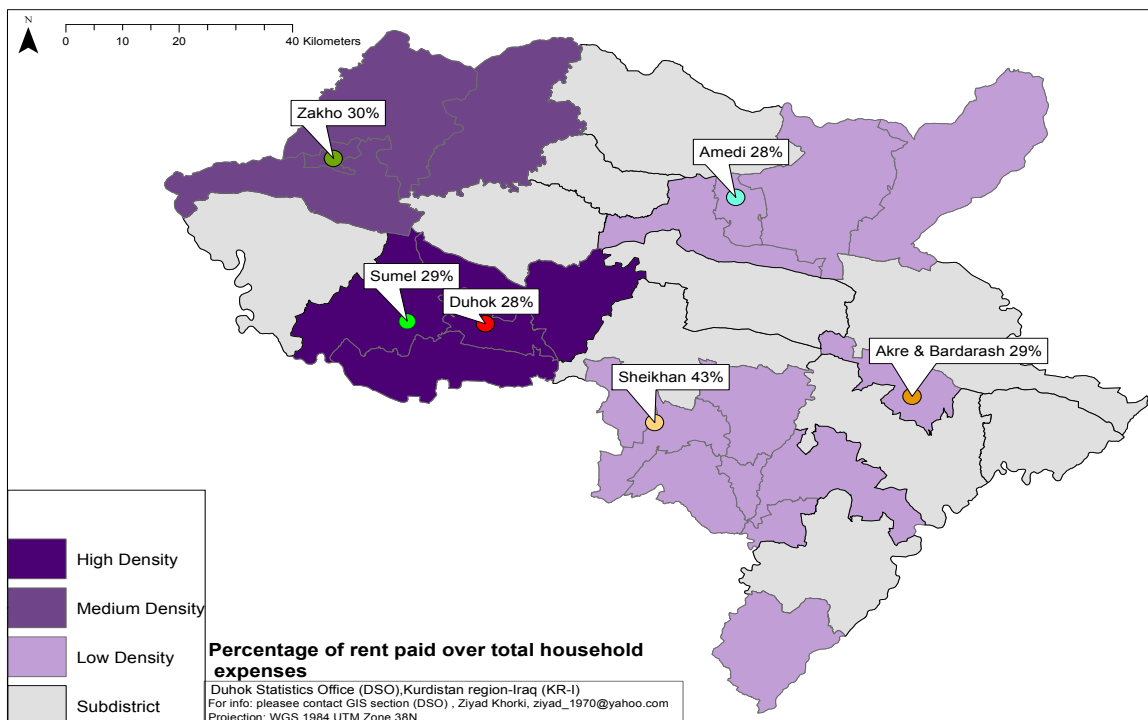 N
0 10 20 40 Kilometers
Zakho 30%
Amedi 28%
Sumel 29%
Duhok 28%
Akre & Bardarash 29%
Sheikhan 43%
High Density
Medium Density
Low Density
Subdistrict
Percentage of rent paid over total household
expenses
Duhok Statistics Office (DSO),Kurdistan region-Iraq (KR-I)
For info: pleasee contact GIS section (DSO) , Ziyad Khorki, ziyad_1970@yahoo.com
Projection: WGS 1984 UTM Zone 38N